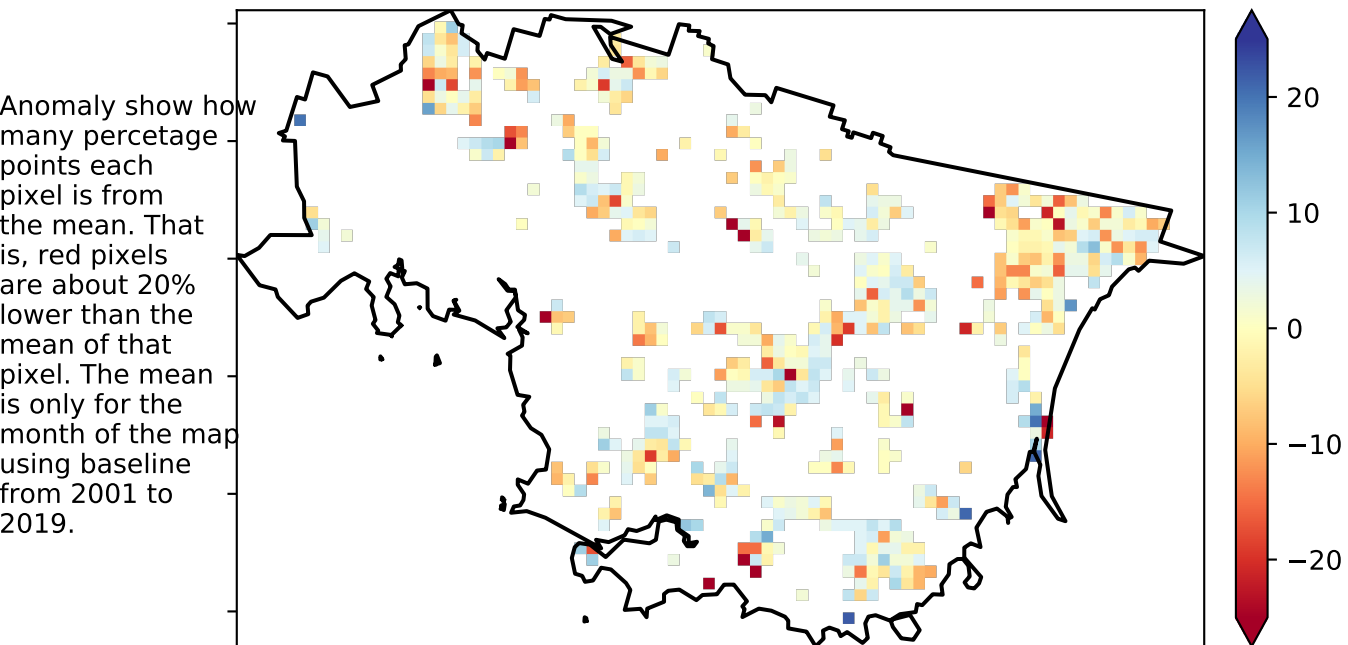 Anomaly show how
many percetage
points each
pixel is from
the mean. That
is, red pixels
are about 20%
lower than the
mean of that
pixel. The mean
is only for the
month of the map
using baseline
from 2001 to
2019.
20
10
0
−10
−20